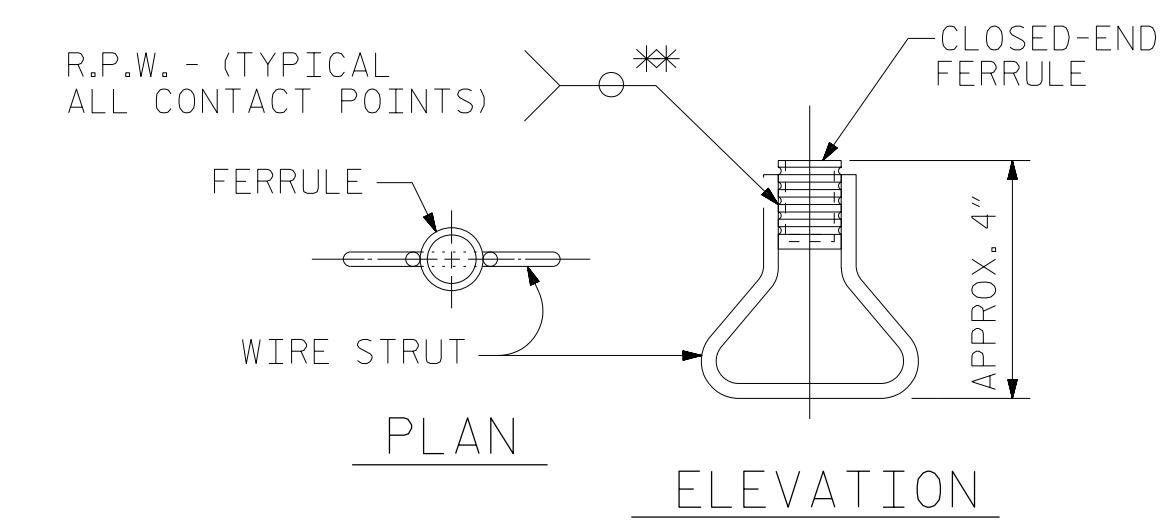 R.P.W. - (TYPICAL
ALL CONTACT POINTS)
**
CLOSED-END
FERRULE
FERRULE
APPROX. 4"
WIRE STRUT
PLAN
ELEVATION